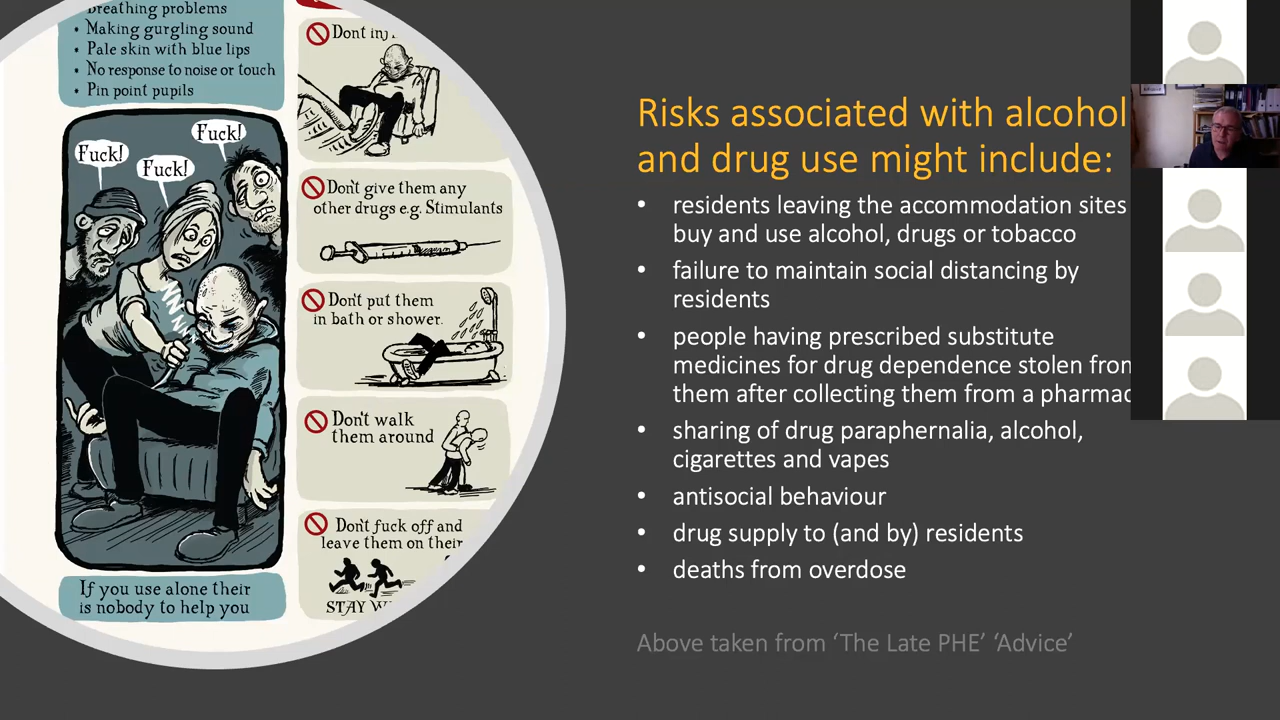 Breathing problems
• Making gurgling sound
• Pale skin with blue lips
• No response to noise or touch
• Pin point pupils
Fuck!
Fuck!
Fuck!
If you use alone their
is nobody to help you
Dont
Don't give them any
other drugs e.g. Stimulants
Don't put them
in bath or shower.
Don't walk
them around
Don't fuck off and
leave them on their
STAY
Risks associated with alcohol
and drug use might include:
• residents leaving the accommodation sites
buy and use alcohol, drugs or tobacco
• failure to maintain social distancing by
residents
• people having prescribed substitute
medicines for drug dependence stolen from
them after collecting them from a pharmac
• sharing of drug paraphernalia, alcohol,
cigarettes and vapes
• antisocial behaviour
• drug supply to (and by) residents
• deaths from overdose
Above taken from ‘The Late PHE’ ‘Advice’